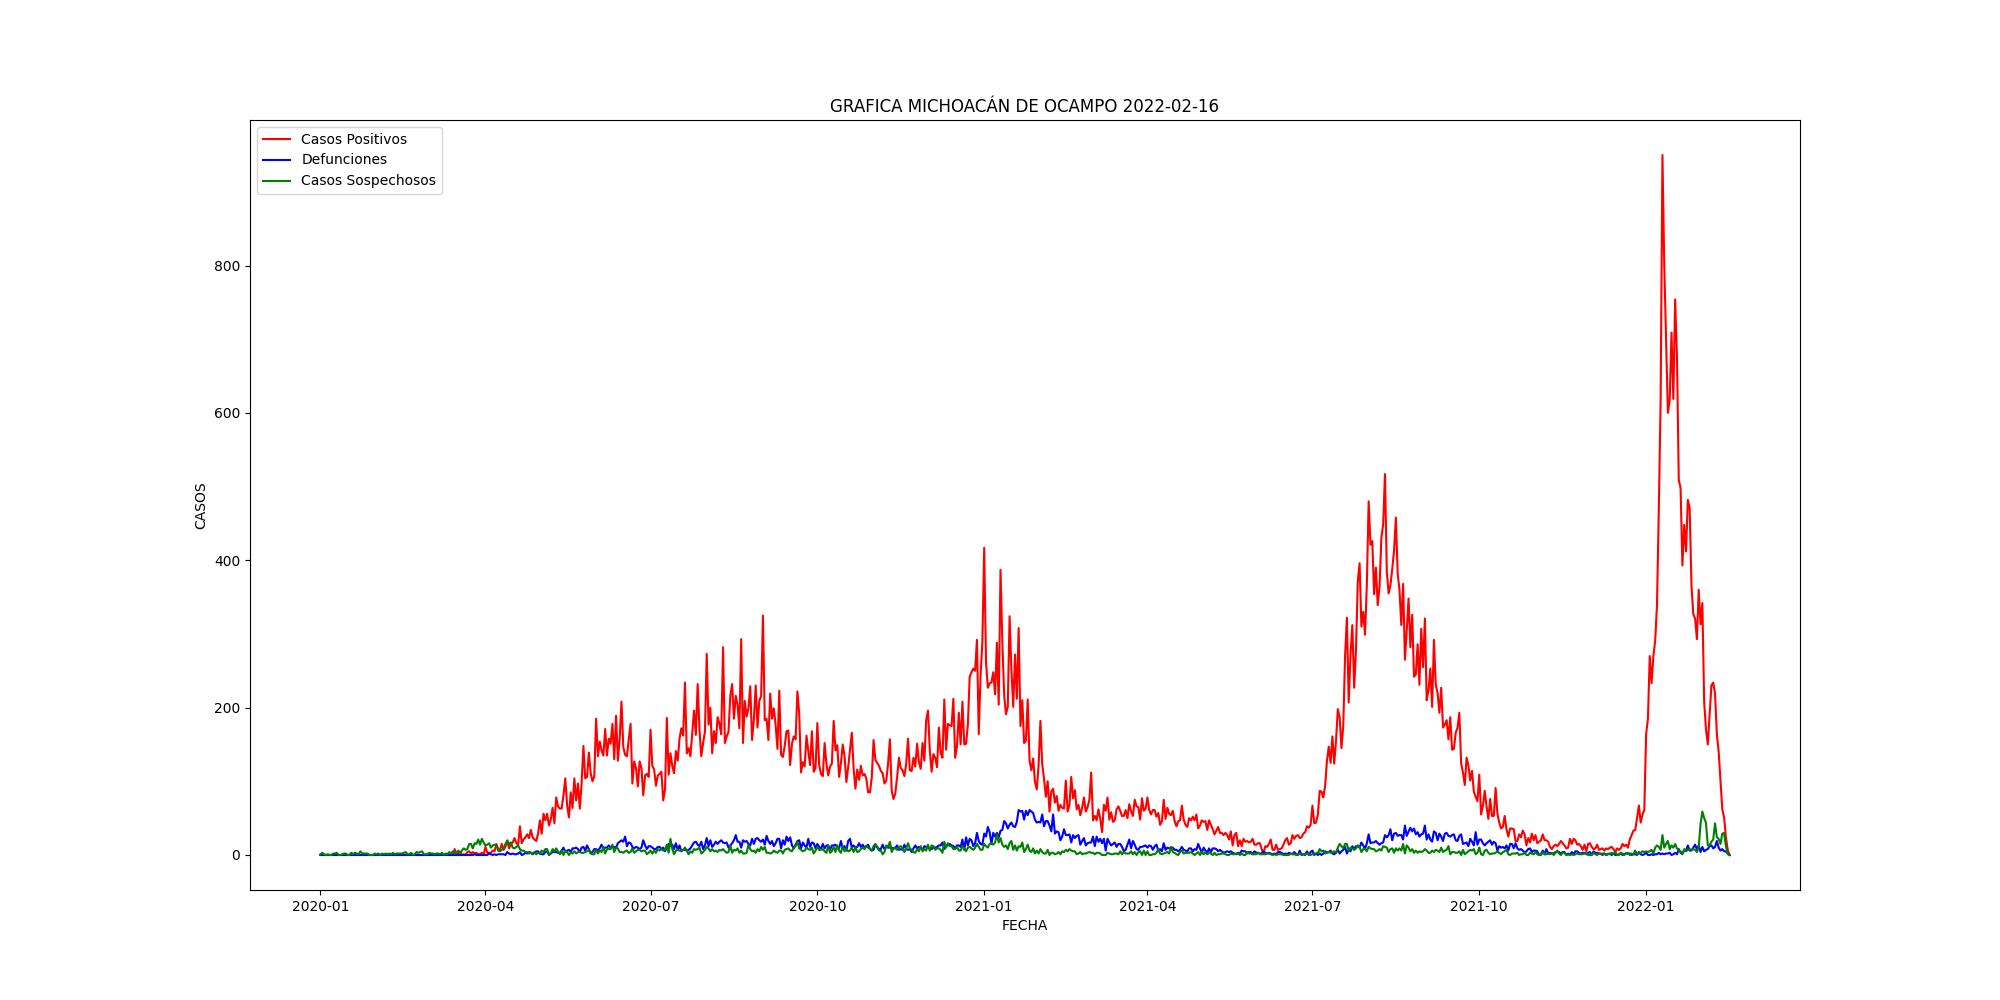 GRAFICA MICHOACÁN DE OCAMPO 2022-02-16
Casos Positivos
Defunciones
Casos Sospechosos
800
600
400
200
0
CASOS
2020-01 2020-04 2020-07 2020-10 2021-01 2021-04 2021-07 2021-10 2022-01
FECHA